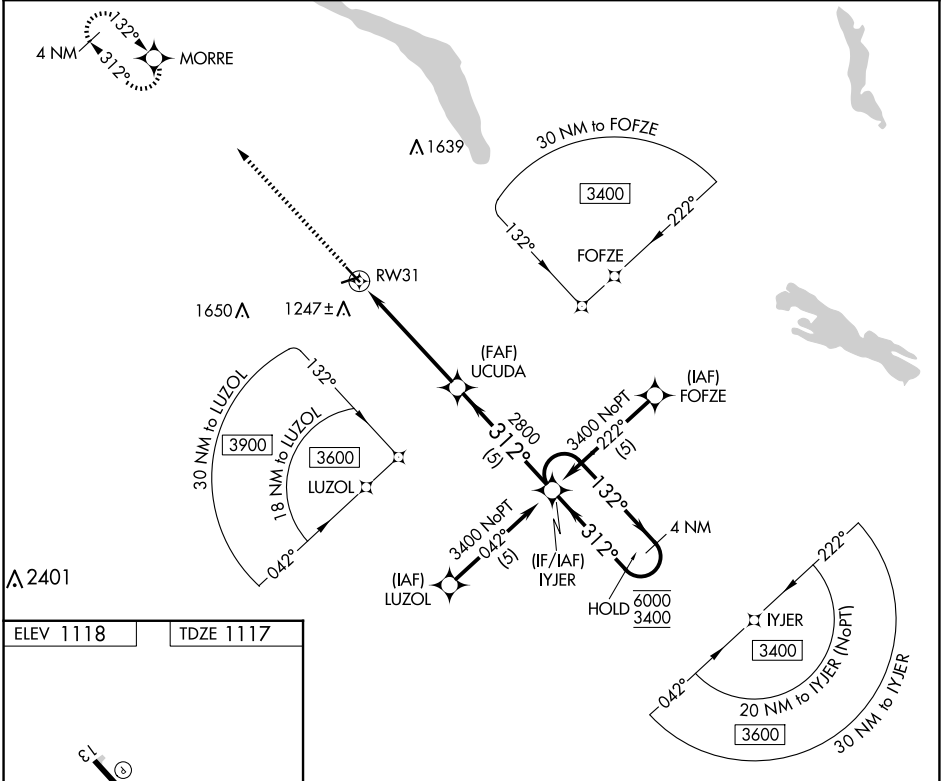 132°
4 NM
312°
MORRE
1639
30 NM to FOFZE
3400
132°
222°
FOFZE
RW31
1650
1247±
(FAF)
UCUDA
(IAF)
FOFZE
132°
30 NM to LUZOL
3900
18 NM to LUZOL
3600
LUZOL
042°
2800
312°
(5)
3400 NoPT
222°
(5)
132°
4 NM
312°
3400 NoPT
042°
(5)
(IF/IAF)
IYJER
(IAF)
LUZOL
HOLD
6000
3400
2401
222°
IYJER
3400
20 NM to IYJER (NoPT)
042°
3600
30 NM to IYJER
ELEV 1118
TDZE 1117
13
P